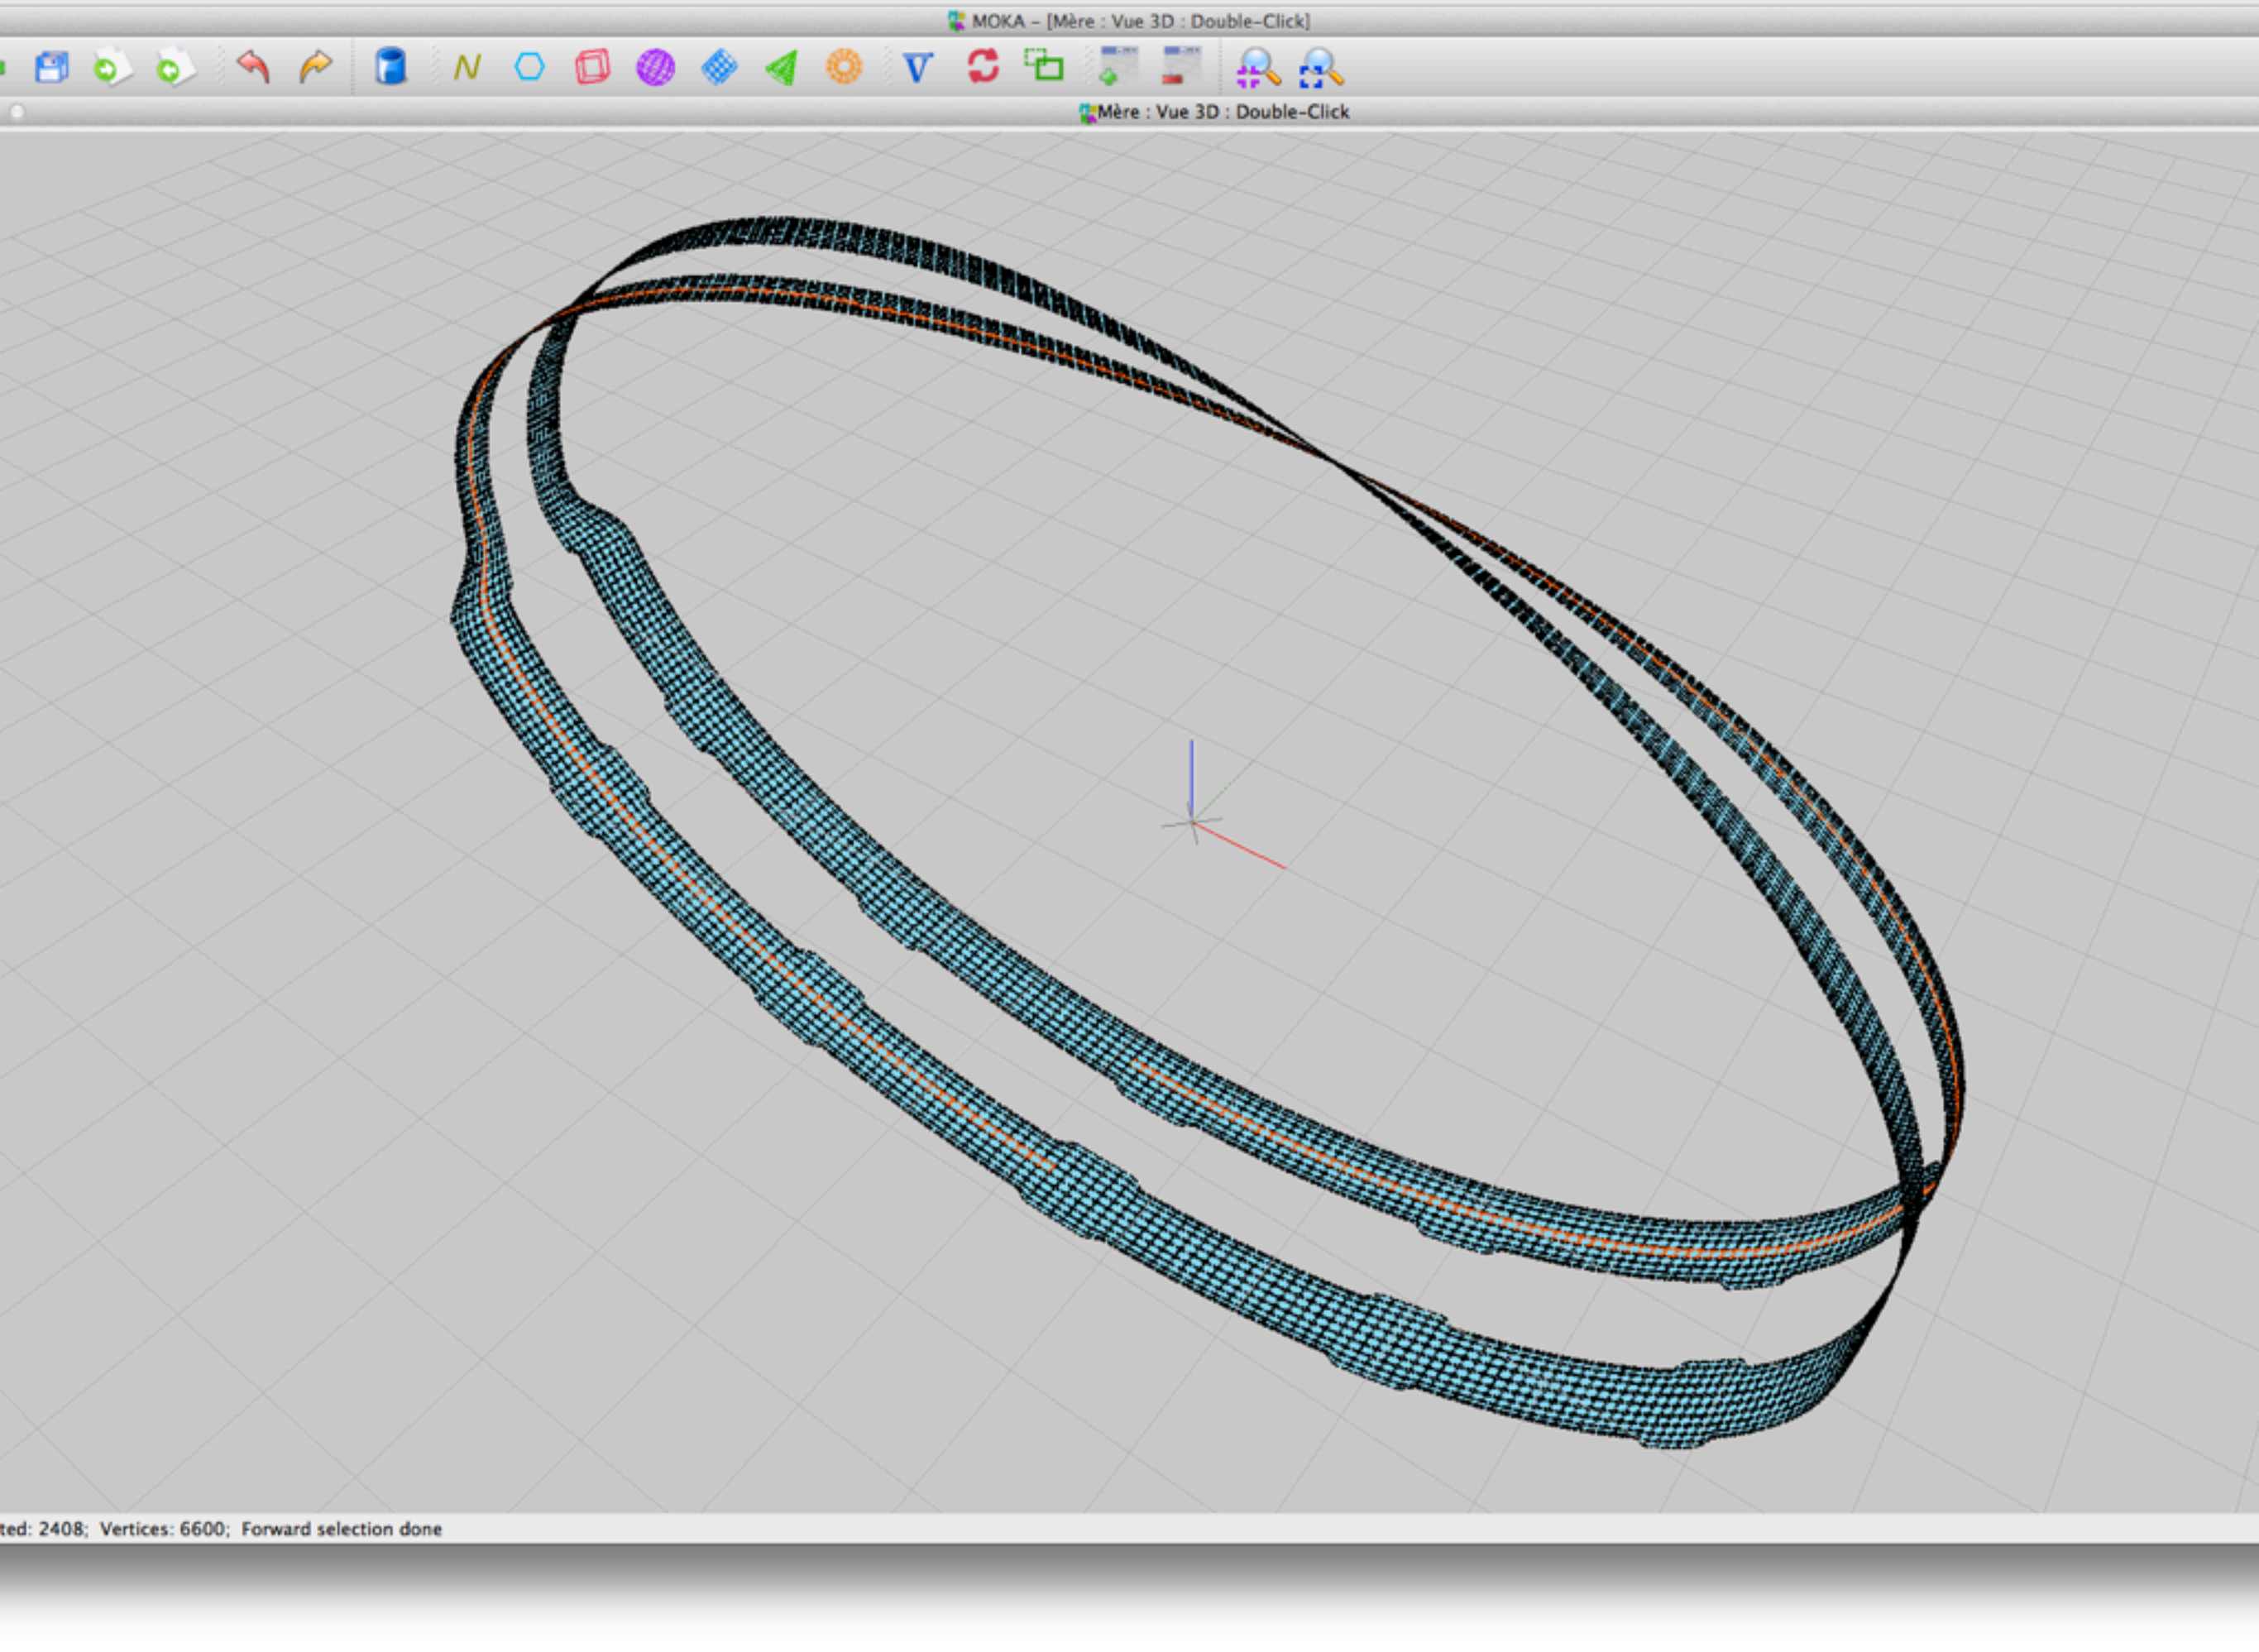 MOKA – [Mère : Vue 3D : Double-Click]
Mère : Vue 3D : Double-Click
ted: 2408; Vertices: 6600; Forward selection done